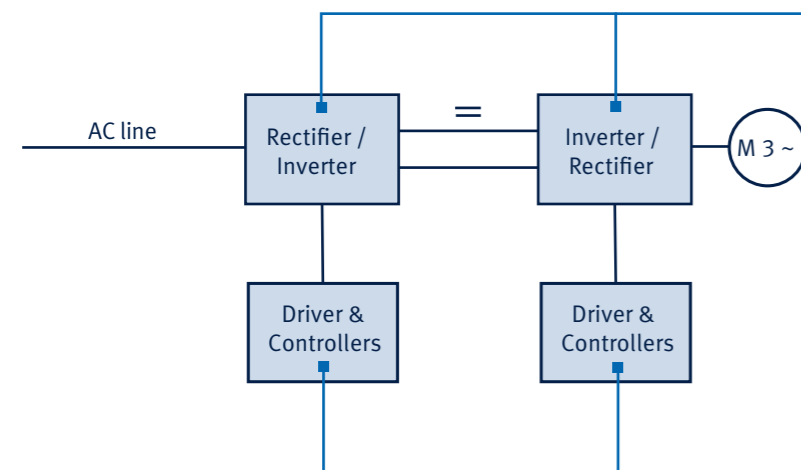 AC line
Rectifier /
Inverter
=
Inverter /
Rectifier
M 3 ~
Driver &
Controllers
Driver &
Controllers